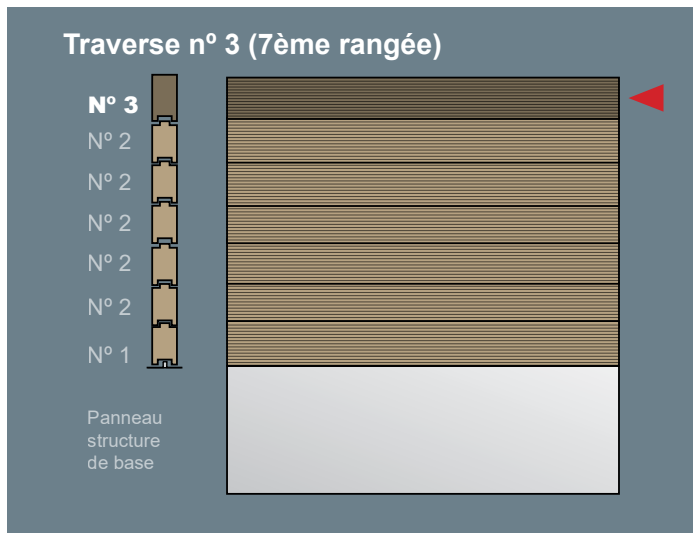 Traverse nº 3 (7ème rangée)
Nº 3
Nº 2
Nº 2
Nº 2
Nº 2
Nº 2
Nº 1
Panneau
structure
de base